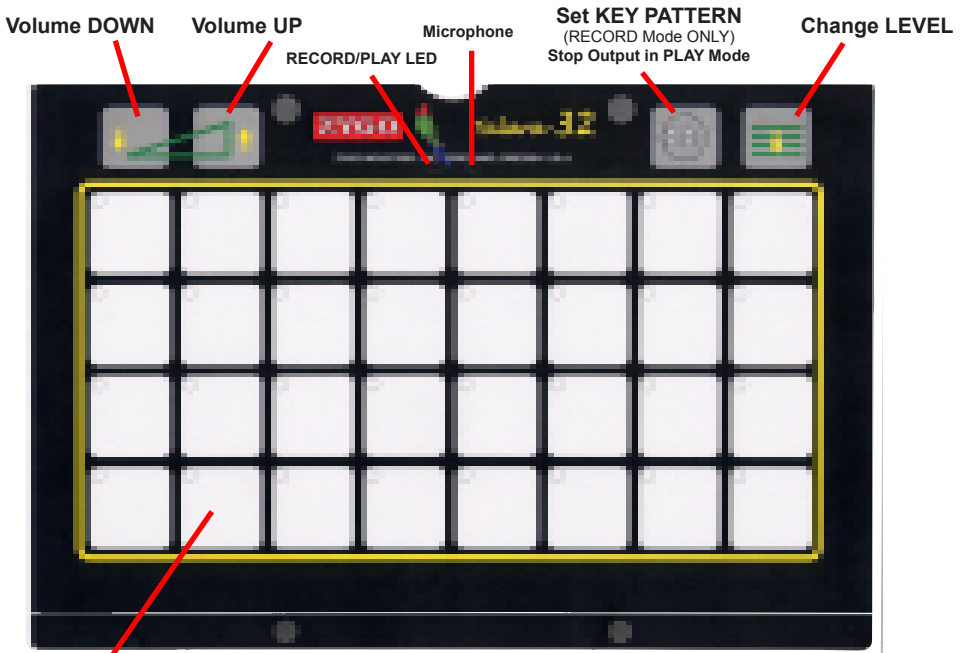 Volume DOWN
Volume UP
Microphone
Set KEY PATTERN
(RECORD Mode ONLY)
Stop Output in PLAY Mode
Change LEVEL
RECORD/PLAY LED
ZYGO
32